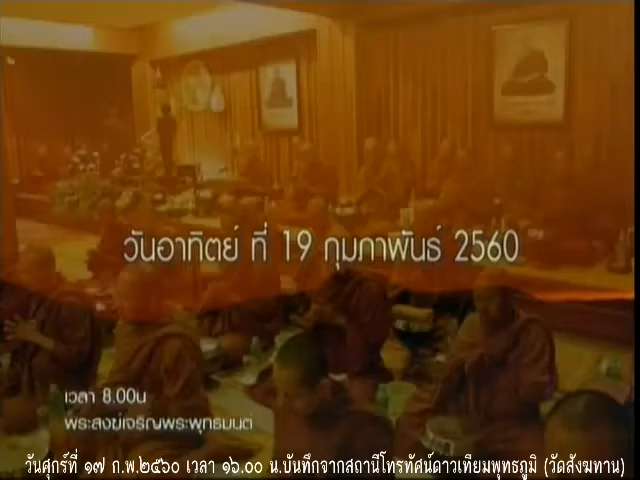 วันอาทิตย์ ที่ 19 กุมภาพันธ์ 2560
เวลา 8.00น
พระสงฆ์เจริญพระพุทธมนต์
วันศุกร์ที่ ๑๗ ก.พ.๒๕๖๐ เวลา ๑๖.๐๐ น.บันทึกจากสถานีโทรทัศน์ดาวเทียมพุทธภูมิ (วัดสังฆทาน)